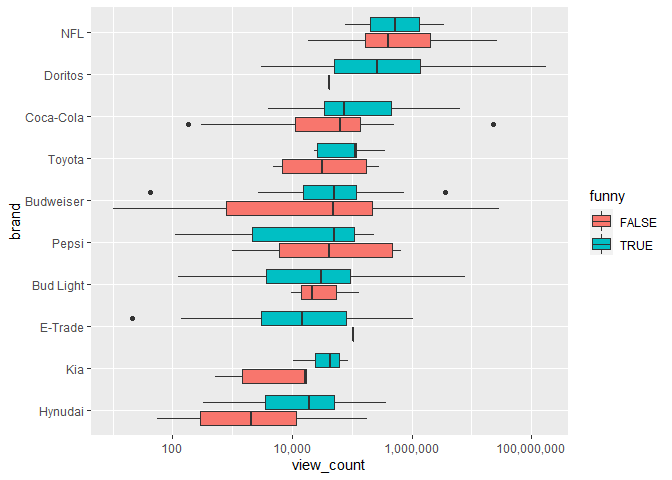 NFL
Doritos
Coca-Cola
Toyota
Budweiser
Pepsi
Bud Light
E-Trade
Kia
Hynudai
brand
100
10,000
1,000,000
100,000,000
view_count
funny
FALSE
TRUE